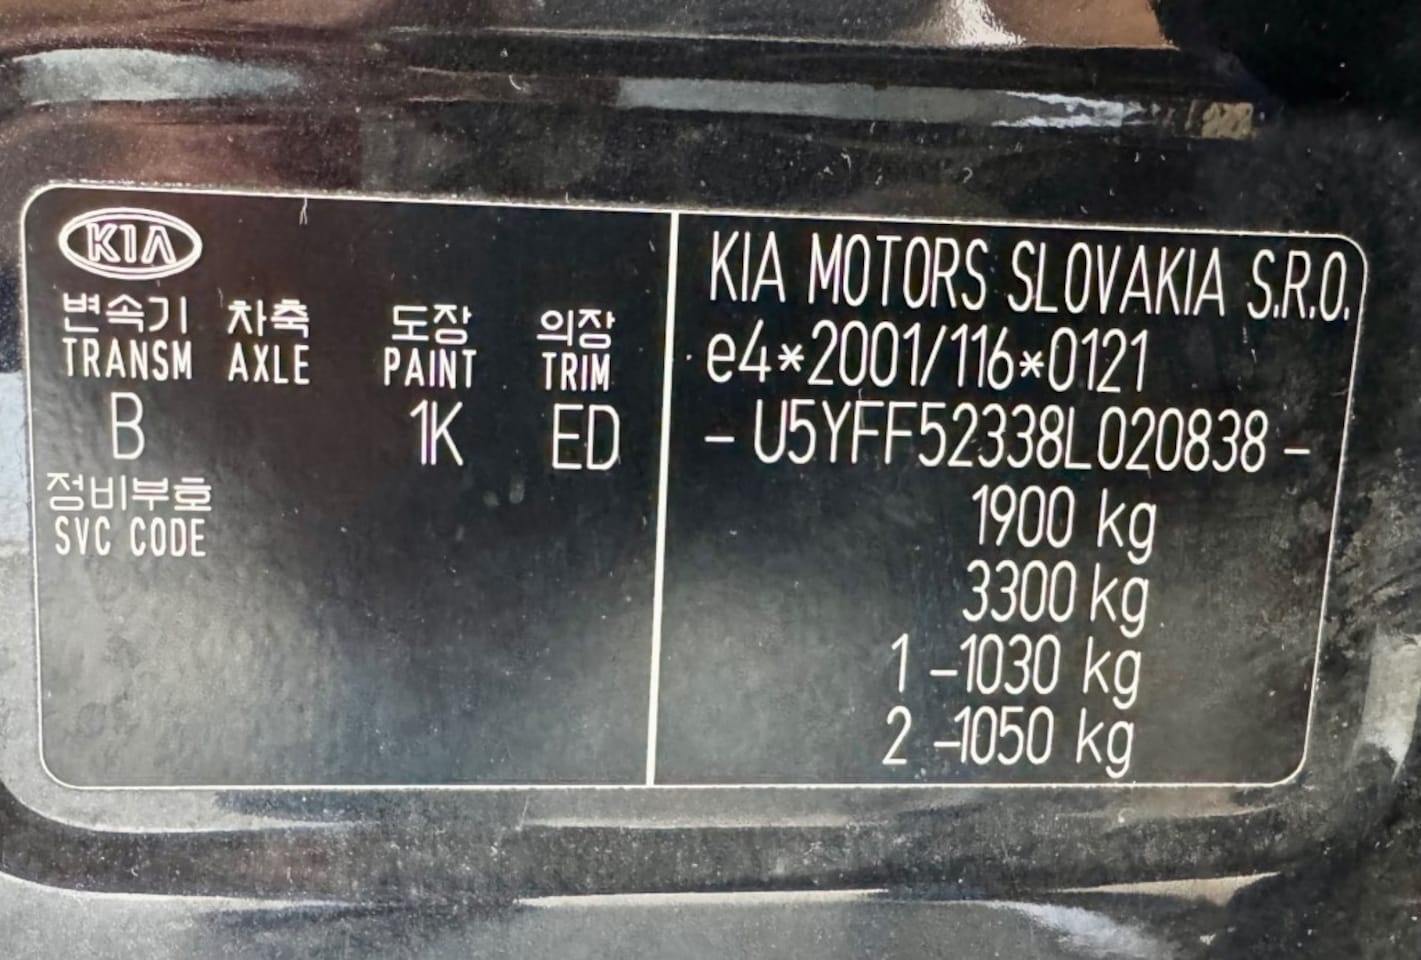 KIA
변속기 차축 도장 의장
TRANSM AXLE PAINT TRIM
B 1K ED
정비부호
SVC CODE
KIA MOTORS SLOVAKIA S.R.O.
e4*2001/116*0121
– U5YFF52338L020838 –
1900 kg
3300 kg
1 –1030 kg
2 –1050 kg